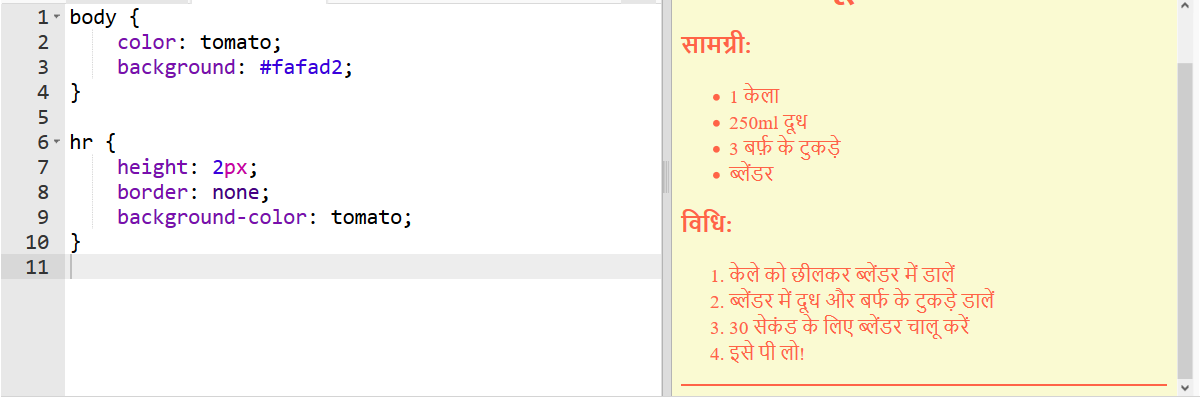 1 body {
2 color: tomato;
3 background: #fafad2;
4 }
5
6 hr {
7 height: 2px;
8 border: none;
9 background-color: tomato;
10 }
11
सामग्री:
• 1 केला
• 250ml दूध
• 3 बर्फ़ के टुकड़े
• ब्लेंडर
विधि:
1. केले को छीलकर ब्लेंडर में डालें
2. ब्लेंडर में दूध और बर्फ के टुकड़े डालें
3. 30 सेकंड के लिए ब्लेंडर चालू करें
4. इसे पी लो!